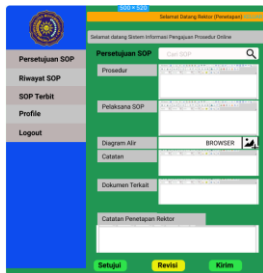 500 × 520
Selamat Datang Rektor (Penetapan)
Selamat datang Sistem Informasi Pengajuan Prosedur Online
Persetujuan SOP
Riwayat SOP
SOP Terbit
Profile
Logout
Persetujuan SOP
Cari SOP
Prosedur
Pelaksana SOP
Diagram Alir
BROWSER
Catatan
Dokumen Terkait
Catatan Penetapan Rektor
Setujui
Revisi
Kirim